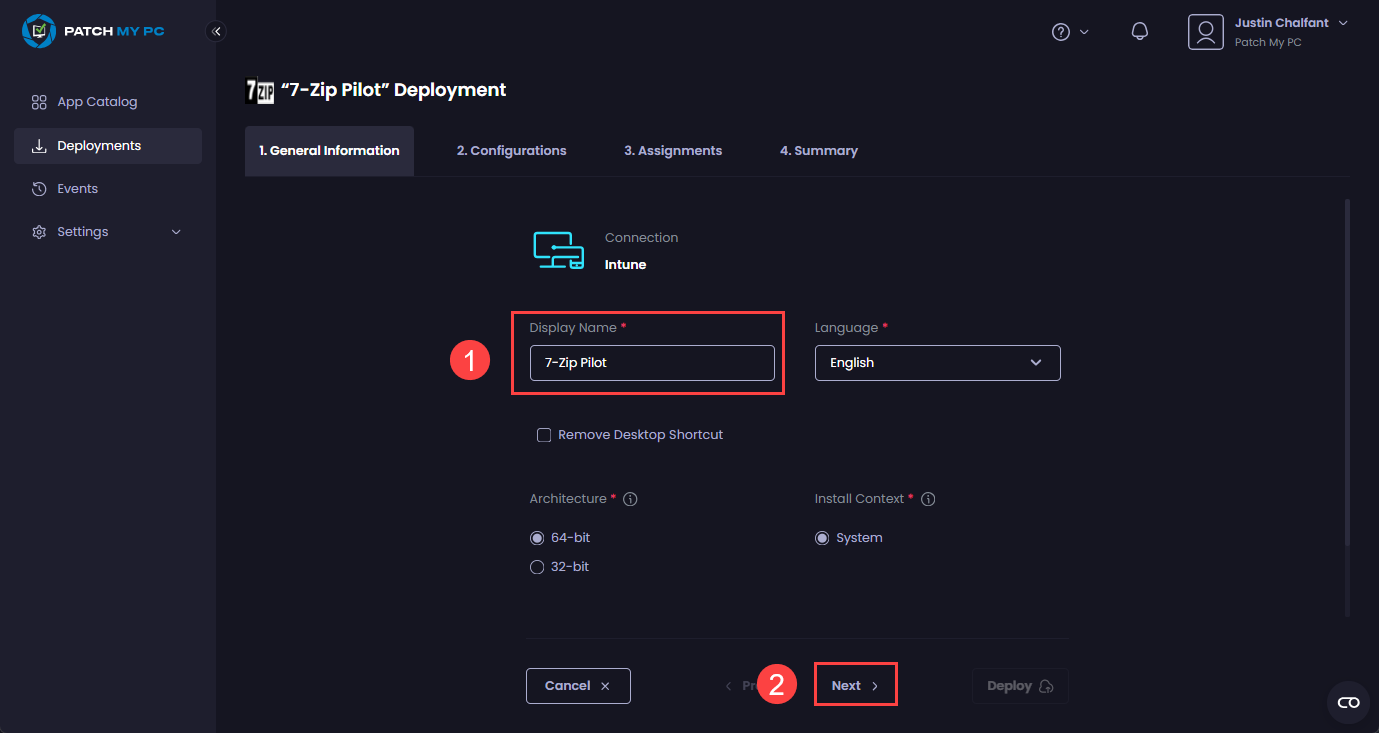 PATCH MY PC
Justin Chalfant
Patch My PC
App Catalog
Deployments
Events
Settings
7ZIP “7-Zip Pilot” Deployment
1. General Information 2. Configurations 3. Assignments 4. Summary
Connection
Intune
Display Name * Language *
1 7-Zip Pilot English
Remove Desktop Shortcut
Architecture * Install Context *
64-bit System
32-bit
Cancel 2 Next Deploy